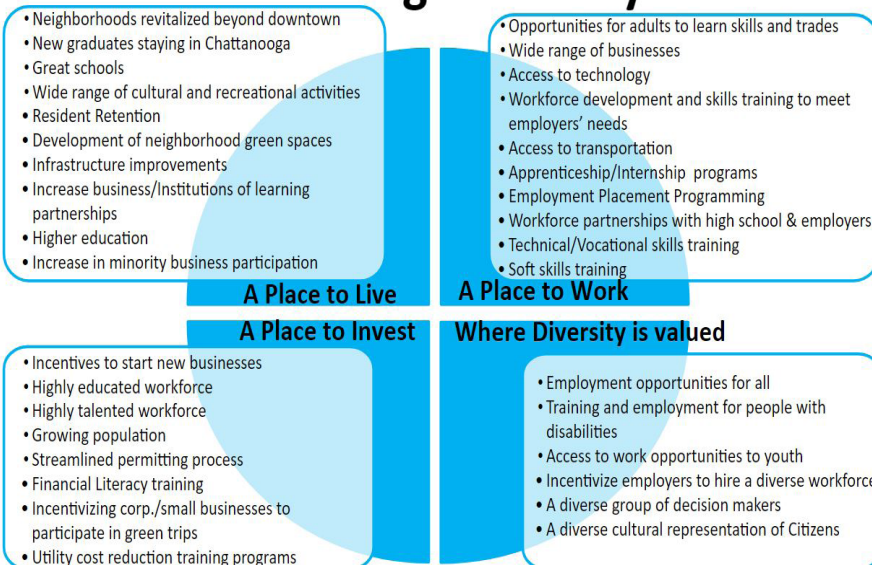 • Neighborhoods revitalized beyond downtown
• New graduates staying in Chattanooga
• Great schools
• Wide range of cultural and recreational activities
• Resident Retention
• Development of neighborhood green spaces
• Infrastructure improvements
• Increase business/Institutions of learning
partnerships
• Higher education
• Increase in minority business participation
A Place to Live
• Opportunities for adults to learn skills and trades
• Wide range of businesses
• Access to technology
• Workforce development and skills training to meet
employers' needs
• Access to transportation
• Apprenticeship/Internship programs
• Employment Placement Programming
• Workforce partnerships with high school & employers
• Technical/Vocational skills training
• Soft skills training
A Place to Work
A Place to Invest
• Incentives to start new businesses
• Highly educated workforce
• Highly talented workforce
• Growing population
• Streamlined permitting process
• Financial Literacy training
• Incentivizing corp./small businesses to
participate in green trips
• Utility cost reduction training programs
Where Diversity is valued
• Employment opportunities for all
• Training and employment for people with
disabilities
• Access to work opportunities to youth
• Incentivize employers to hire a diverse workforce
• A diverse group of decision makers
• A diverse cultural representation of Citizens